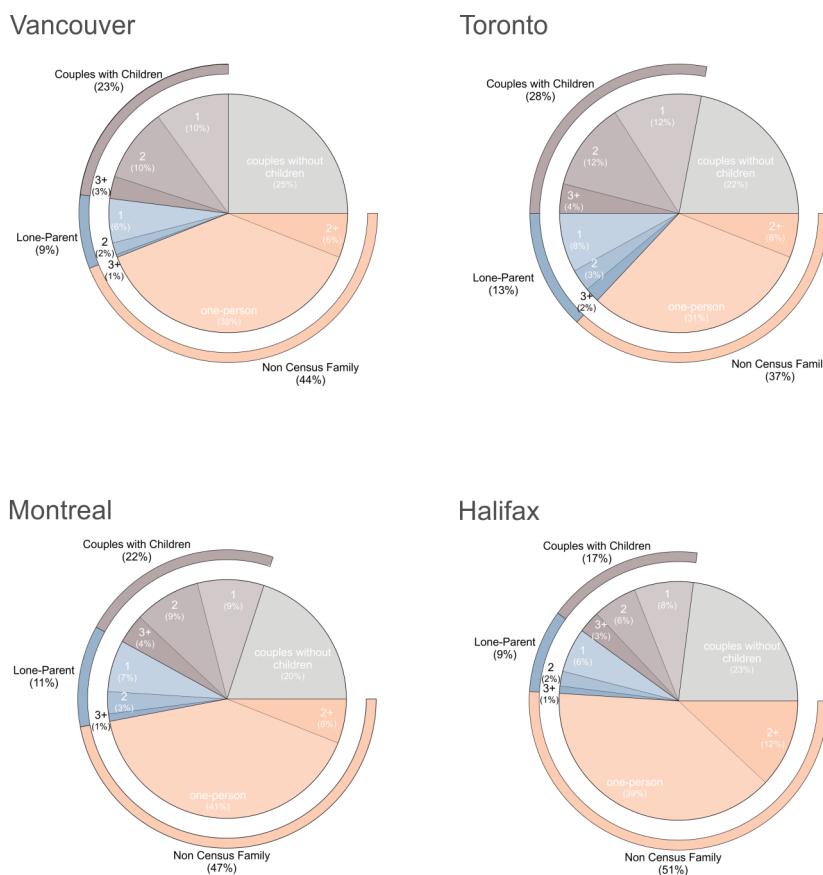 Vancouver
Couples with Children
(23%)
1
(10%)
2
(10%)
3+
(3%)
couples without
children
(25%)
1
(6%)
2
(2%)
3+
(1%)
Lone-Parent
(9%)
2+
(6%)
one-person
(38%)
Non Census Family
(44%)
Toronto
Couples with Children
(28%)
1
(12%)
2
(12%)
3+
(4%)
couples without
children
(22%)
1
(8%)
2
(3%)
3+
(2%)
Lone-Parent
(13%)
2+
(6%)
one-person
(31%)
Non Census Famil
(37%)
Montreal
Couples with Children
(22%)
1
(9%)
2
(9%)
3+
(4%)
couples without
children
(20%)
1
(7%)
2
(3%)
3+
(1%)
Lone-Parent
(11%)
2+
(6%)
one-person
(41%)
Non Census Family
(47%)
Halifax
Couples with Children
(17%)
1
(8%)
2
(6%)
3+
(3%)
couples without
children
(23%)
1
(6%)
2
(2%)
3+
(1%)
Lone-Parent
(9%)
2+
(12%)
one-person
(39%)
Non Census Family
(51%)